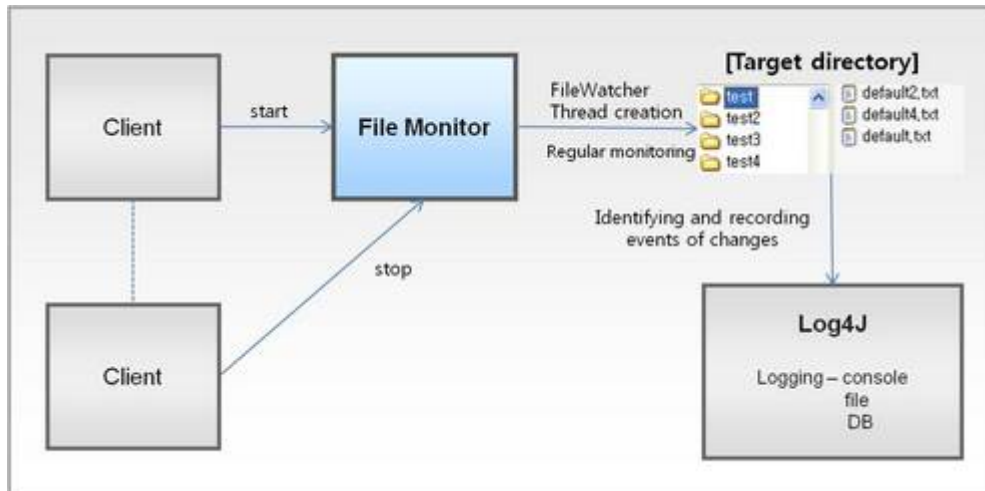 Client
start
File Monitor
FileWatcher
Thread creation
Regular monitoring
[Target directory]
test
test2
test3
test4
default2,txt
default4,txt
default,txt
Identifying and recording
events of changes
stop
Client
Log4J
Logging – console
file
DB